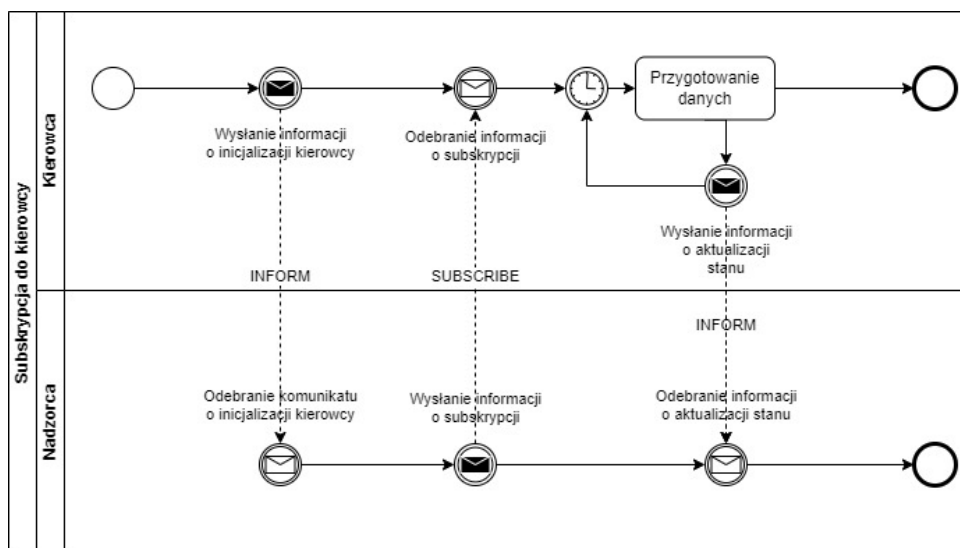 Subskrypcja do kierowcy
Kierowca
Wysłanie informacji
o inicjalizacji kierowcy
Odebranie informacji
o subskrypcji
Przygotowanie
danych
Wysłanie informacji
o aktualizacji
stanu
INFORM
SUBSCRIBE
INFORM
Nadzorca
Odebranie komunikatu
o inicjalizacji kierowcy
Wysłanie informacji
o subskrypcji
Odebranie informacji
o aktualizacji stanu